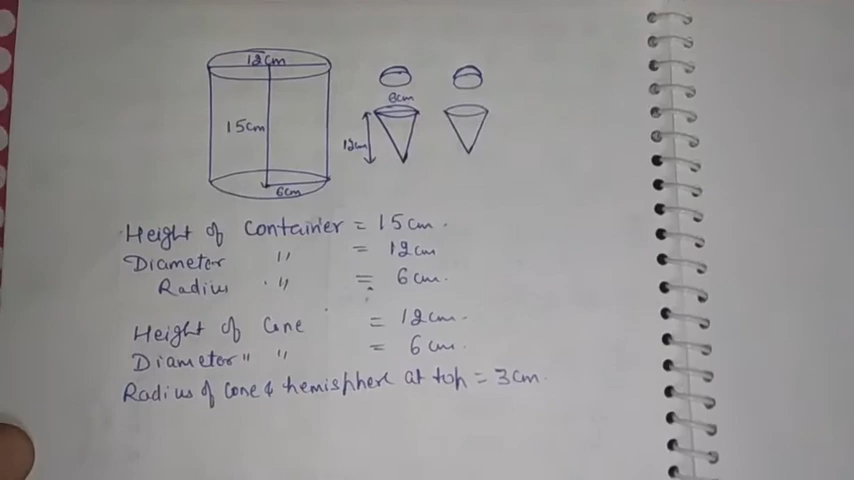 12cm
15cm
6cm
6cm
12cm
Height of container = 15cm.
Diameter " = 12cm
Radius " = 6cm.
Height of Cone = 12cm.
Diameter " " = 6cm.
Radius of cone & hemisphere at top = 3cm.